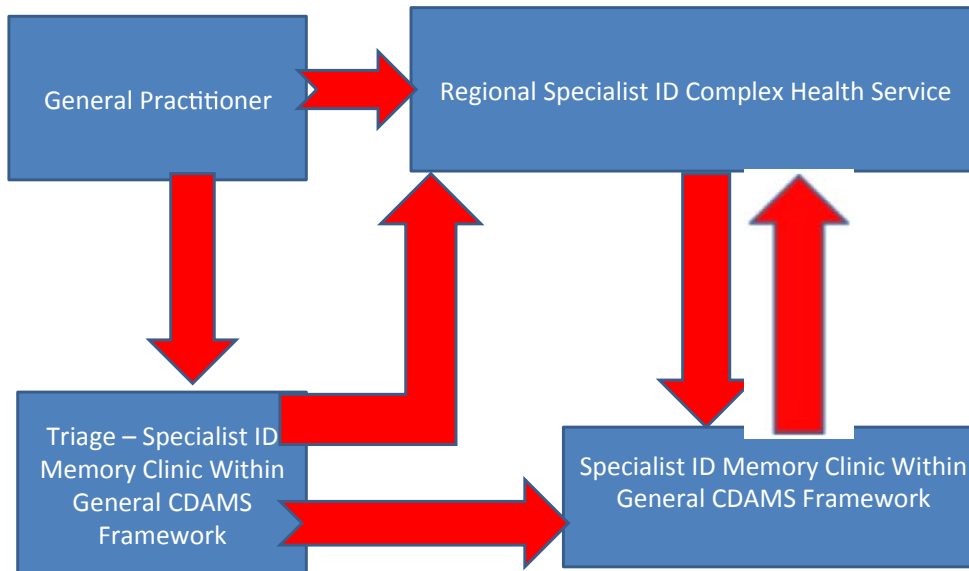 General Practitioner
Regional Specialist ID Complex Health Service
Triage – Specialist ID
Memory Clinic Within
General CDAMS
Framework
Specialist ID Memory Clinic Within
General CDAMS Framework